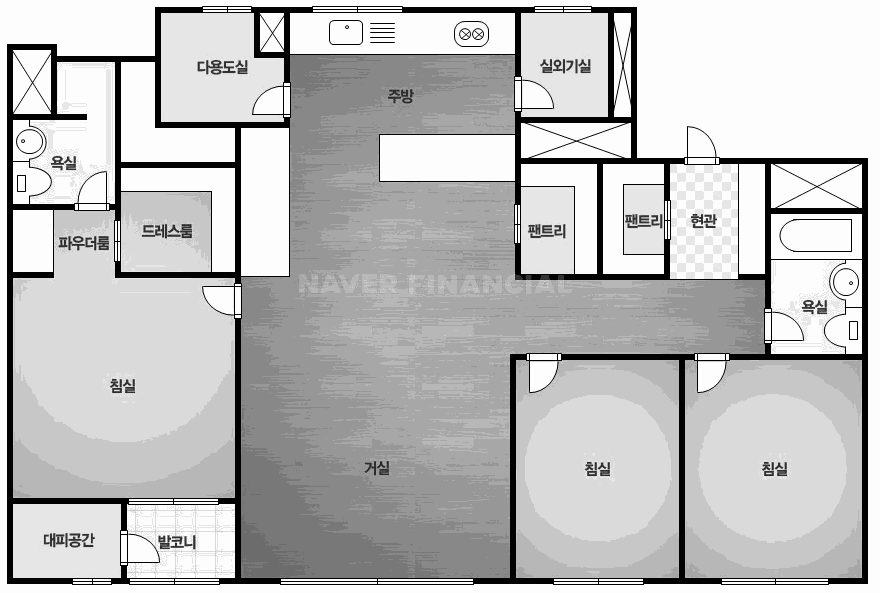 다용도실
주방
실외기실
욕실
파우더룸
드레스룸
팬트리
팬트리
현관
NAVER FINANCIAL
욕실
침실
거실
침실
침실
대피공간
발코니